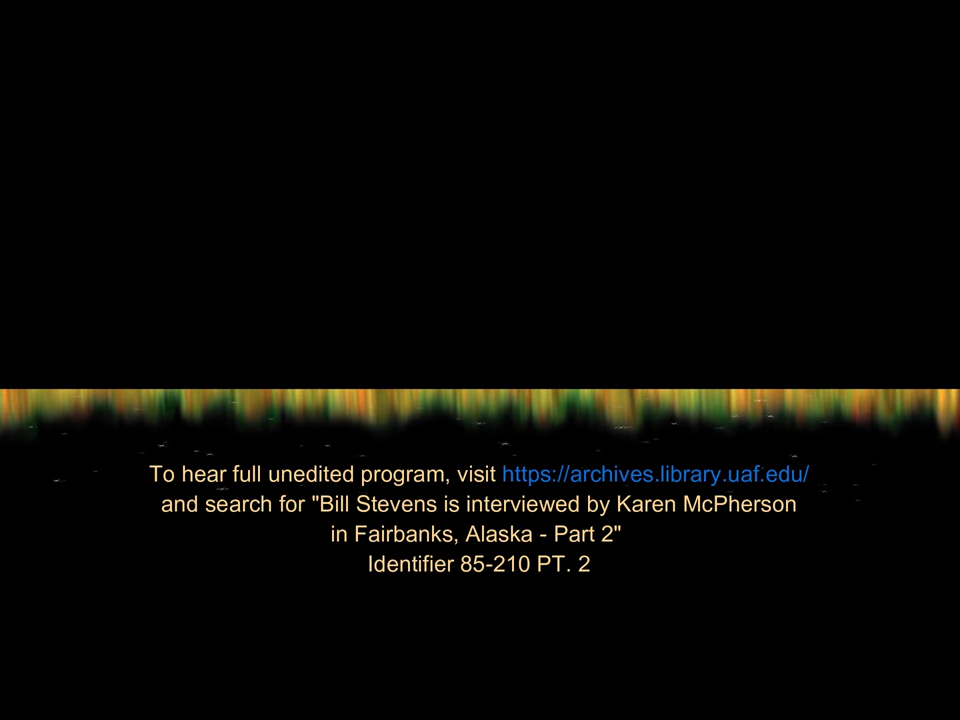 To hear full unedited program, visit https://archives.library.uaf.edu/
and search for "Bill Stevens is interviewed by Karen McPherson
in Fairbanks, Alaska - Part 2"
Identifier 85-210 PT. 2